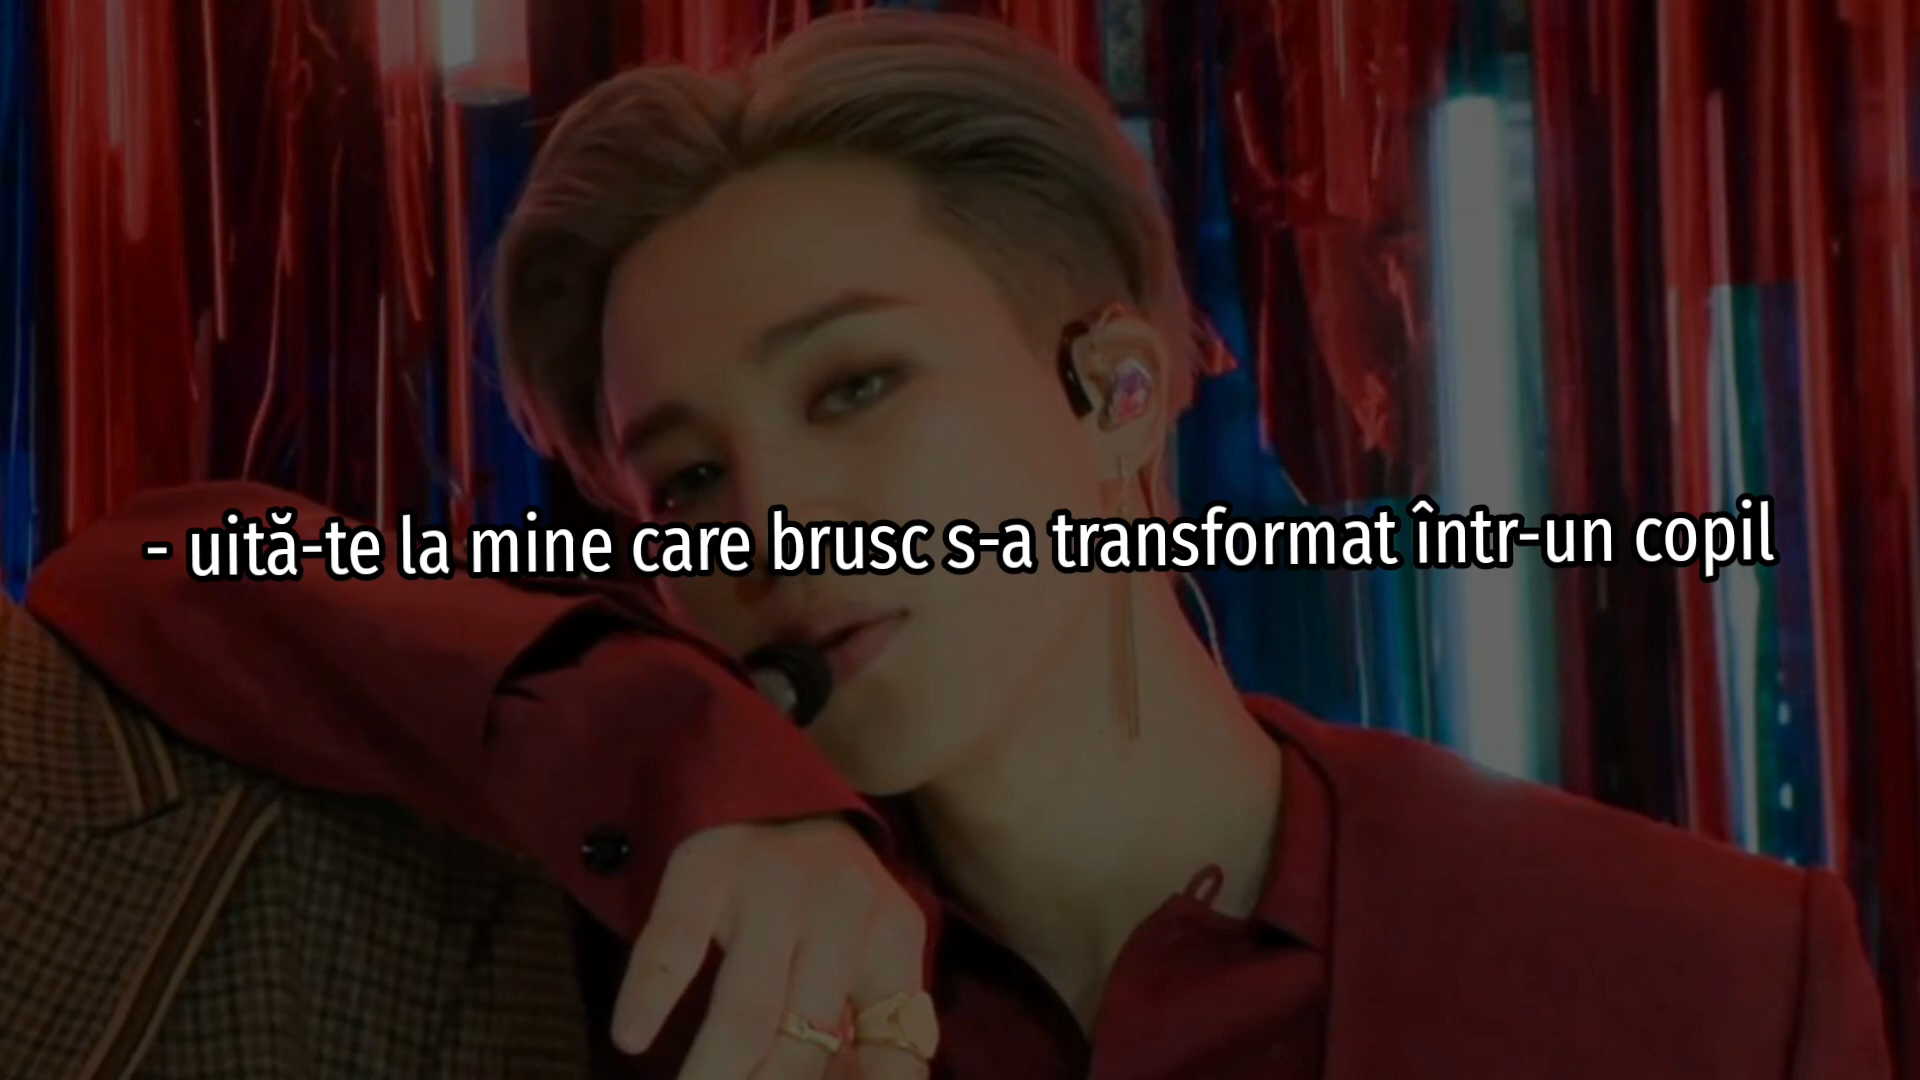 - uită-te la mine care brusc s-a transformat într-un copil